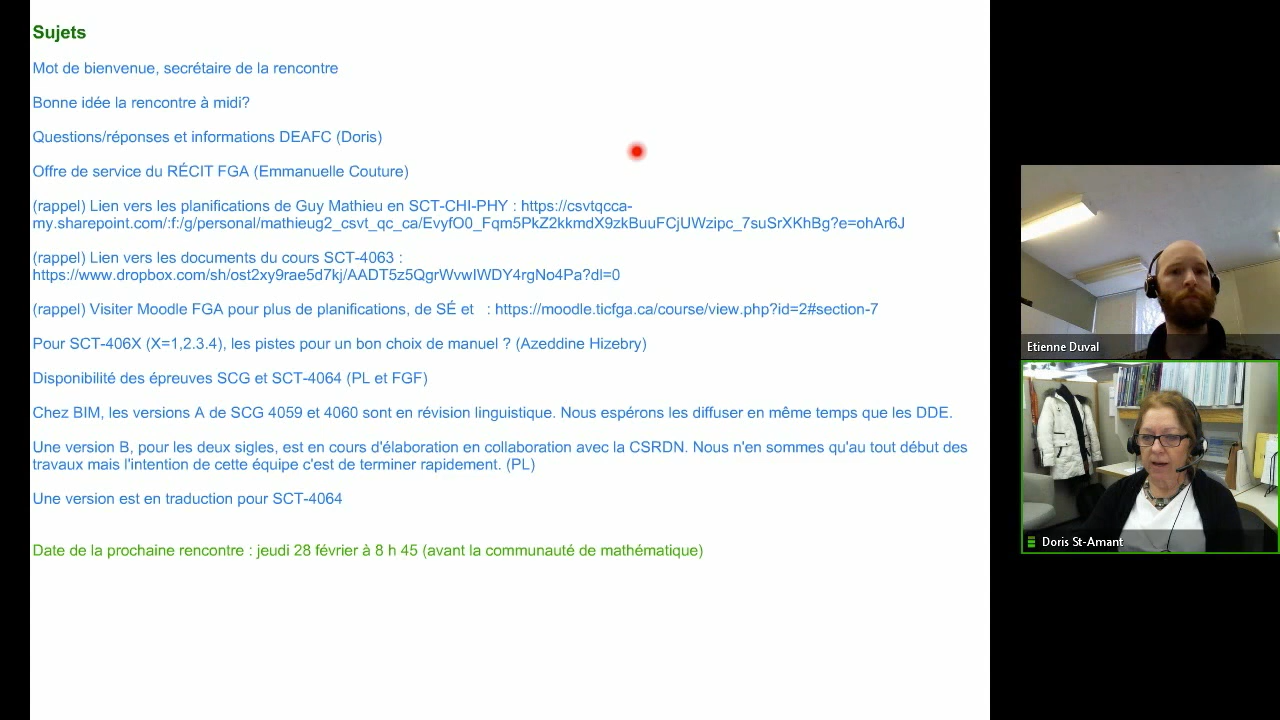 Sujets
Mot de bienvenue, secrétaire de la rencontre
Bonne idée la rencontre à midi?
Questions/réponses et informations DEAFC (Doris)
Offre de service du RÉCIT FGA (Emmanuelle Couture)
(rappel) Lien vers les planifications de Guy Mathieu en SCT-CHI-PHY : https://csvtqcca-
my.sharepoint.com/:f:/g/personal/mathieug2_csvt_qc_ca/EvyfO0_Fqm5PkZ2kkmdX9zkBuuFCjUWzipc_7suSrXKhBg?e=ohAr6J
(rappel) Lien vers les documents du cours SCT-4063 :
https://www.dropbox.com/sh/ost2xy9rae5d7kj/AADT5z5QgrWvwIWDY4rgNo4Pa?dl=0
(rappel) Visiter Moodle FGA pour plus de planifications, de SÉ et : https://moodle.ticfga.ca/course/view.php?id=2#section-7
Pour SCT-406X (X=1,2.3.4), les pistes pour un bon choix de manuel ? (Azeddine Hizebry)
Disponibilité des épreuves SCG et SCT-4064 (PL et FGF)
Chez BIM, les versions A de SCG 4059 et 4060 sont en révision linguistique. Nous espérons les diffuser en même temps que les DDE.
Une version B, pour les deux sigles, est en cours d'élaboration en collaboration avec la CSRDN. Nous n'en sommes qu'au tout début des
travaux mais l'intention de cette équipe c'est de terminer rapidement. (PL)
Une version est en traduction pour SCT-4064
Date de la prochaine rencontre : jeudi 28 février à 8 h 45 (avant la communauté de mathématique)
Etienne Duval
Doris St-Amant